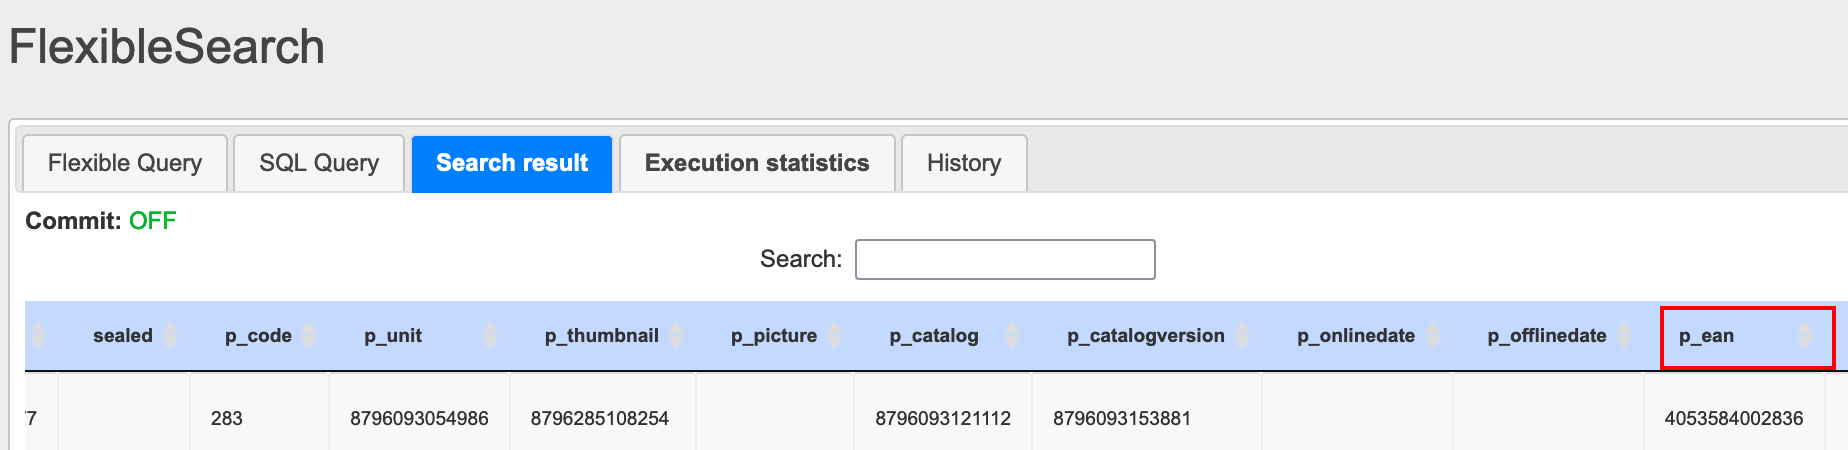 FlexibleSearch
Flexible Query SQL Query Search result Execution statistics History
Commit: OFF
Search:
sealed p_code p_unit p_thumbnail p_picture p_catalog p_catalogversion p_onlinedate p_offlinedate p_ean
283 8796093054986 8796285108254 8796093121112 8796093153881 4053584002836